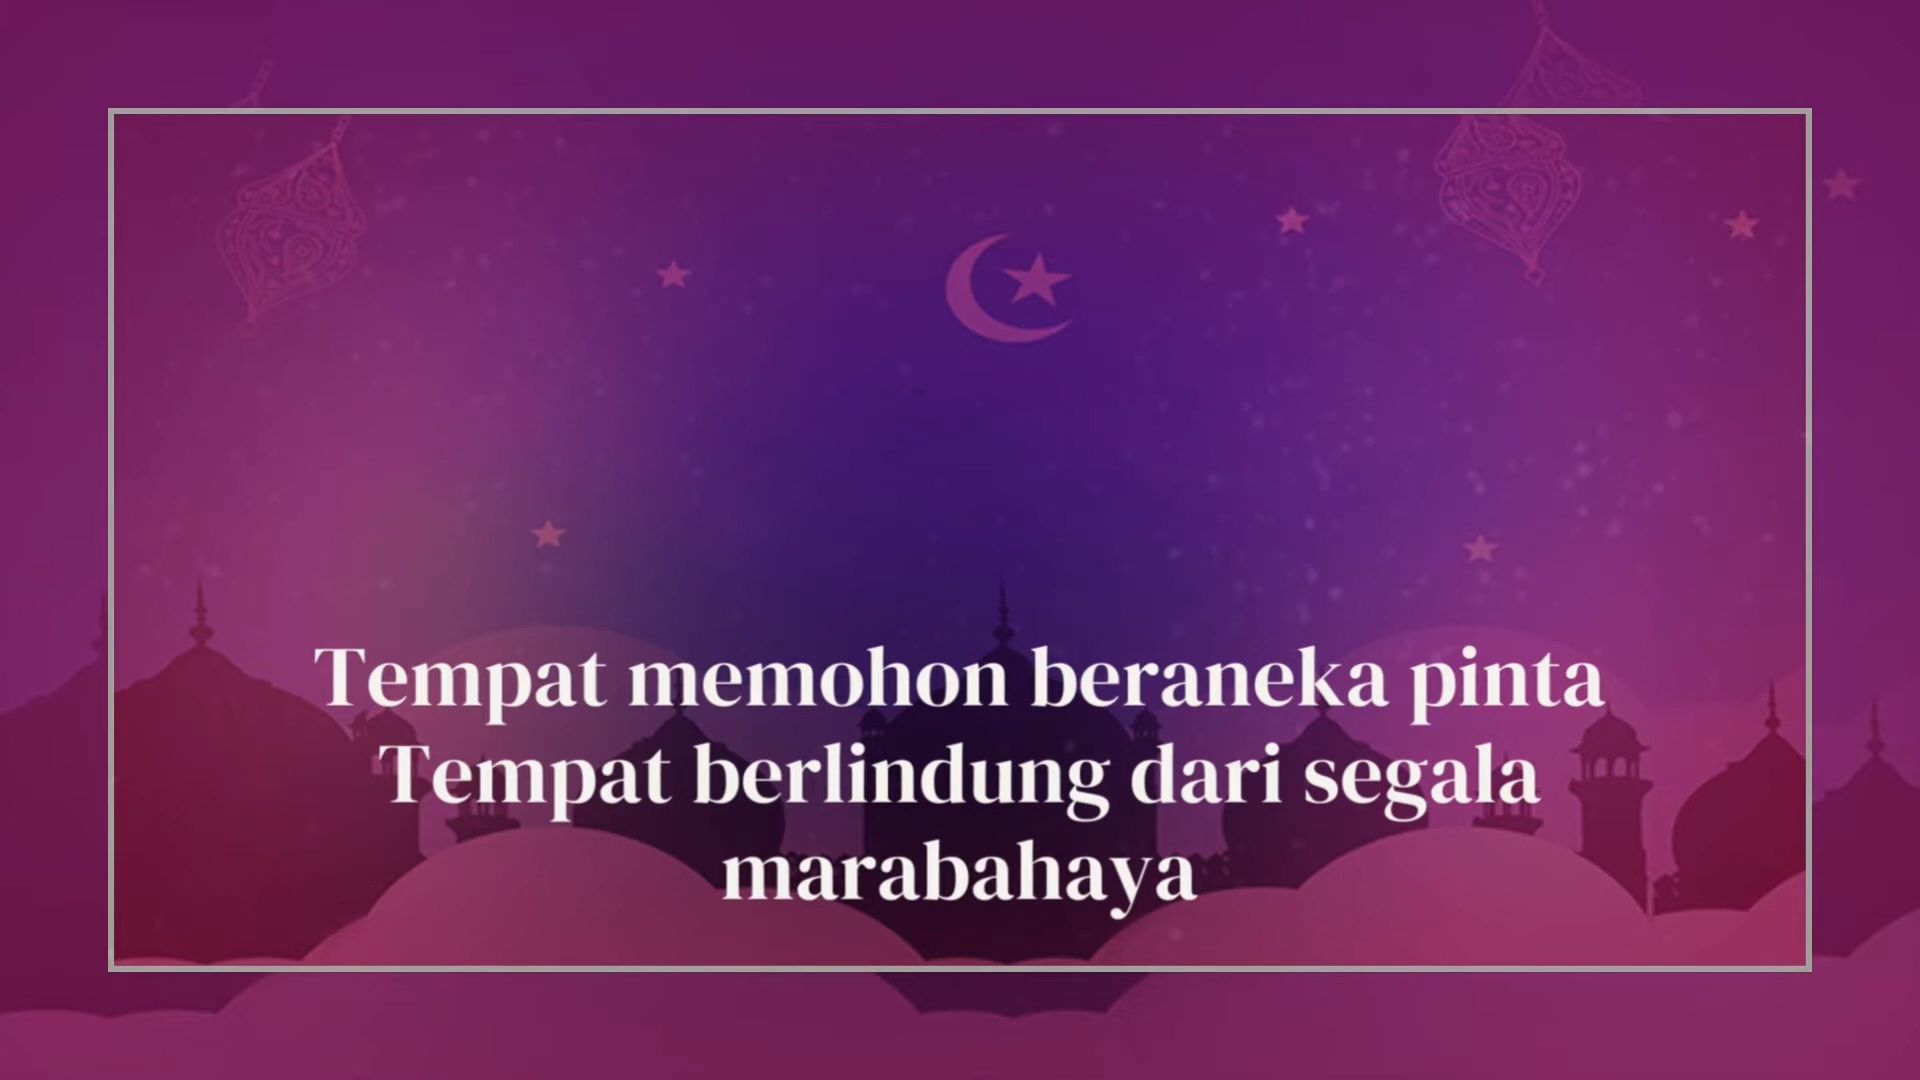 Tempat memohon beraneka pinta
Tempat berlindung dari segala
marabahaya